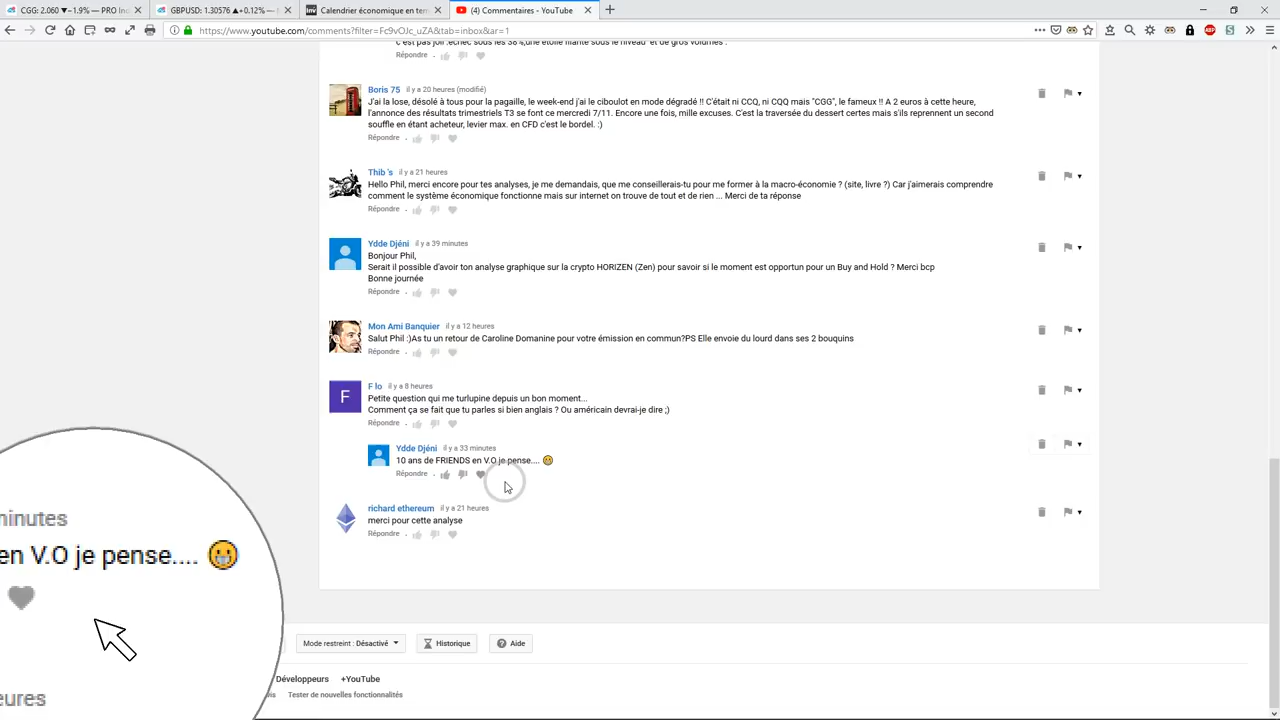 CGG: 2.060 ▼−1.9% — PRO Ind
GBPUSD: 1.30576 ▲+0.12% — S
Calendrier économique en tem
(4) Commentaires - YouTube
https://www.youtube.com/comments?filter=Fc9vOJc_uZA&tab=inbox&ar=1
c'est pas joli
sous les 38%,une étoile filante sous le niveau et de gros volumes .
Répondre
Boris 75 il y a 20 heures (modifié)
J'ai la lose, désolé à tous pour la pagaille, le week-end j'ai le ciboulot en mode dégradé !! C'était ni CCQ, ni CQQ mais "CGG", le fameux !! A 2 euros à cette heure,
l'annonce des résultats trimestriels T3 se font ce mercredi 7/11. Encore une fois, mille excuses. C'est la traversée du dessert certes mais s'ils reprennent un second
souffle en étant acheteur, levier max. en CFD c'est le bordel. :)
Répondre
Thib 's il y a 21 heures
Hello Phil, merci encore pour tes analyses, je me demandais, que me conseillerais-tu pour me former à la macro-économie ? (site, livre ?) Car j'aimerais comprendre
comment le système économique fonctionne mais sur internet on trouve de tout et de rien ... Merci de ta réponse
Répondre
Ydde Djéni il y a 39 minutes
Bonjour Phil,
Serait il possible d'avoir ton analyse graphique sur la crypto HORIZEN (Zen) pour savoir si le moment est opportun pour un Buy and Hold ? Merci bcp
Bonne journée
Répondre
Mon Ami Banquier il y a 12 heures
Salut Phil :)As tu un retour de Caroline Domanine pour votre émission en commun?PS Elle envoie du lourd dans ses 2 bouquins
Répondre
F
F lo il y a 8 heures
Petite question qui me turlupine depuis un bon moment...
Comment ça se fait que tu parles si bien anglais ? Ou américain devrai-je dire ;)
Répondre
Ydde Djéni il y a 33 minutes
10 ans de FRIENDS en V.O je pense....
Répondre
richard ethereum il y a 21 heures
merci pour cette analyse
Répondre
minutes
en V.O je pense....
eures
Mode restreint : Désactivé
Historique
Aide
Développeurs +YouTube
Tester de nouvelles fonctionnalités